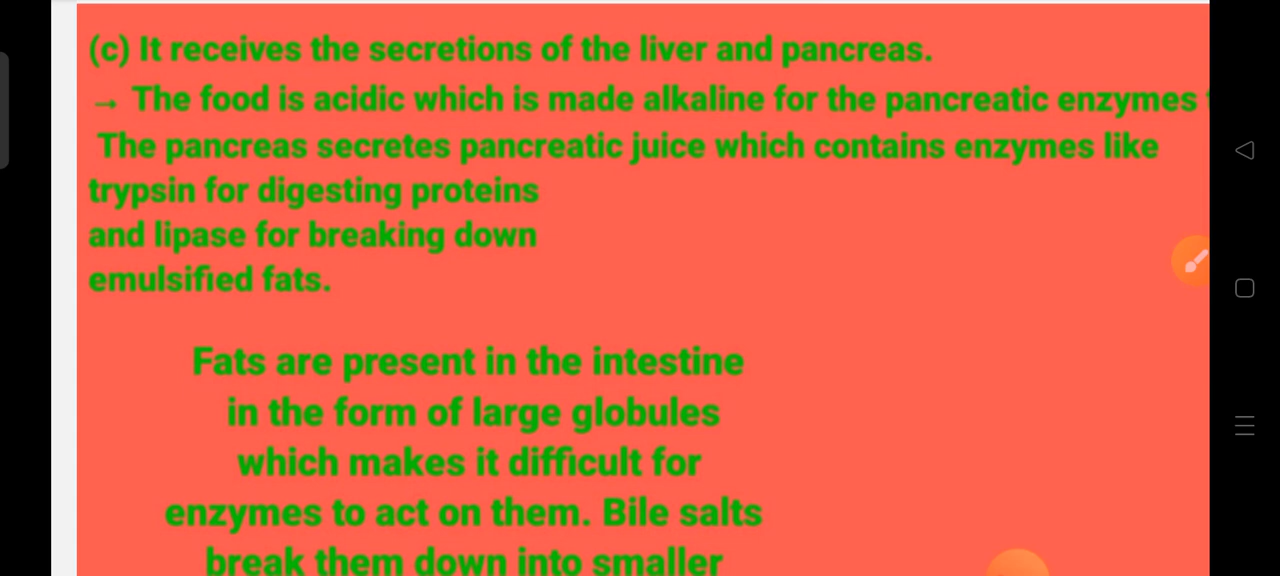 (c) It receives the secretions of the liver and pancreas.
→ The food is acidic which is made alkaline for the pancreatic enzymes
The pancreas secretes pancreatic juice which contains enzymes like
trypsin for digesting proteins
and lipase for breaking down
emulsified fats.
Fats are present in the intestine
in the form of large globules
which makes it difficult for
enzymes to act on them. Bile salts
break them down into smaller